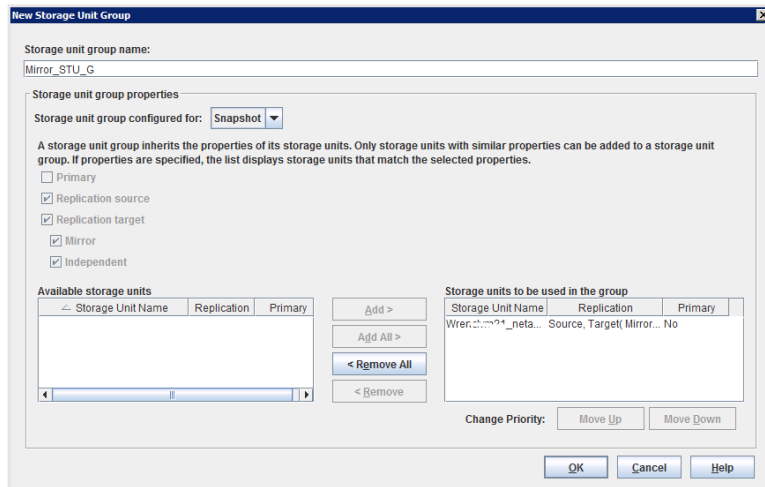 New Storage Unit Group
Storage unit group name:
Mirror_STU_G
Storage unit group properties
Storage unit group configured for: Snapshot
A storage unit group inherits the properties of its storage units. Only storage units with similar properties can be added to a storage unit
group. If properties are specified, the list displays storage units that match the selected properties.
Primary
Replication source
Replication target
Mirror
Independent
Available storage units
Storage Unit Name Replication Primary
Add >
Add All >
< Remove All
< Remove
Storage units to be used in the group
Storage Unit Name Replication Primary
Source, Target( Mirror... No
Change Priority: Move Up Move Down
OK Cancel Help